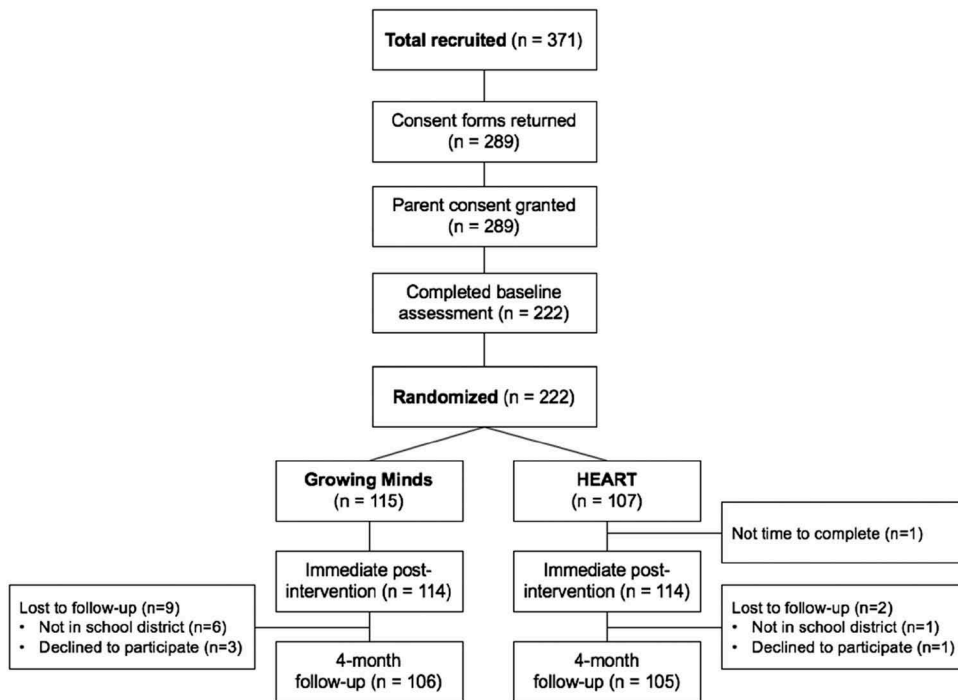 Total recruited (n = 371)
Consent forms returned
(n = 289)
Parent consent granted
(n = 289)
Completed baseline
assessment (n = 222)
Randomized (n = 222)
Growing Minds
(n = 115)
HEART
(n = 107)
Not time to complete (n=1)
Immediate post-
intervention (n = 114)
Immediate post-
intervention (n = 114)
Lost to follow-up (n=9)
• Not in school district (n=6)
• Declined to participate (n=3)
Lost to follow-up (n=2)
• Not in school district (n=1)
• Declined to participate (n=1)
4-month
follow-up (n = 106)
4-month
follow-up (n = 105)